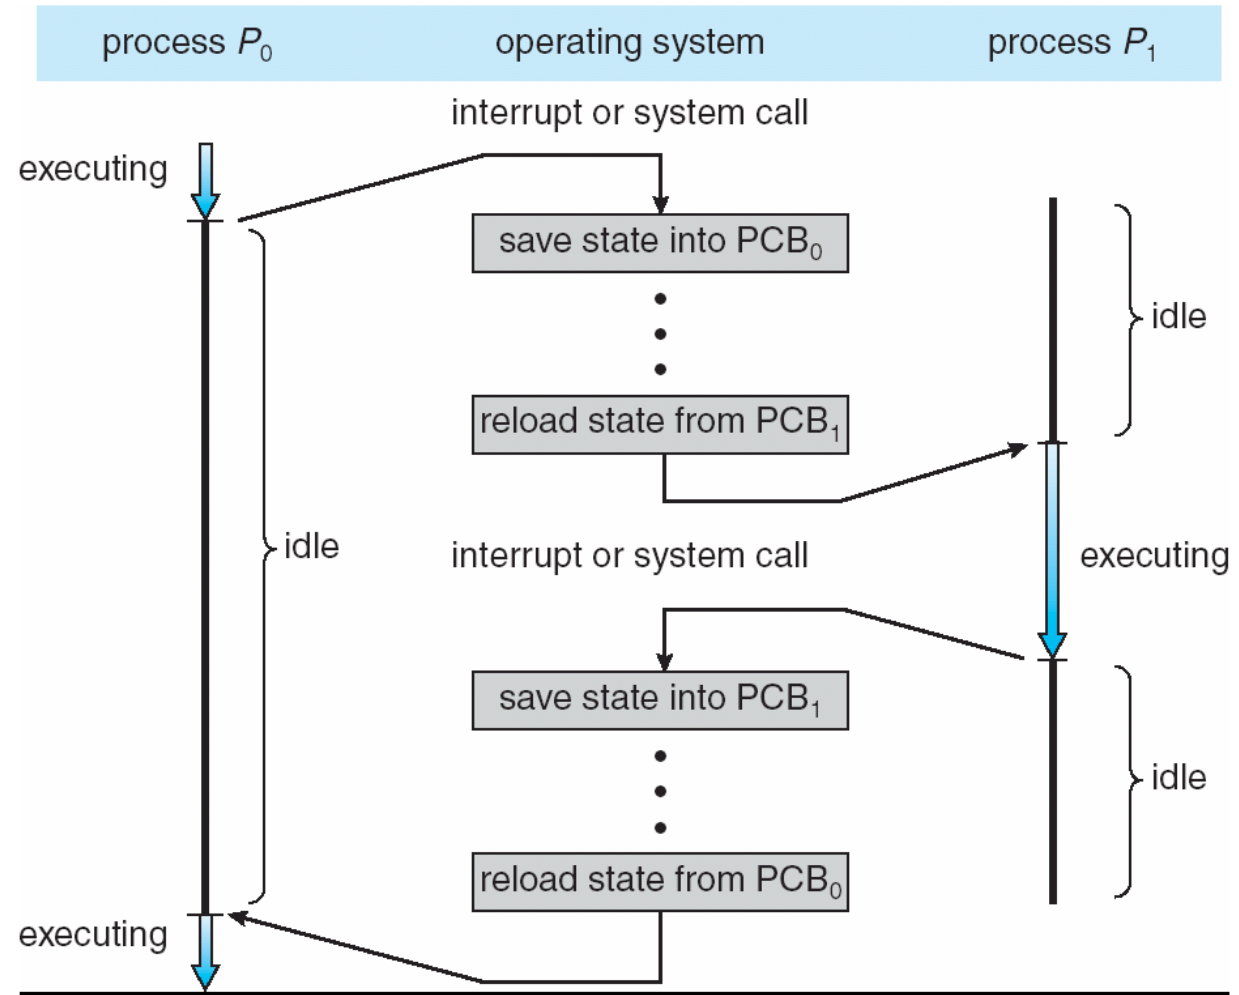 process P₀ operating system process P₁
interrupt or system call
executing
save state into PCB₀
idle
reload state from PCB₁
idle
interrupt or system call
executing
save state into PCB₁
idle
reload state from PCB₀
executing